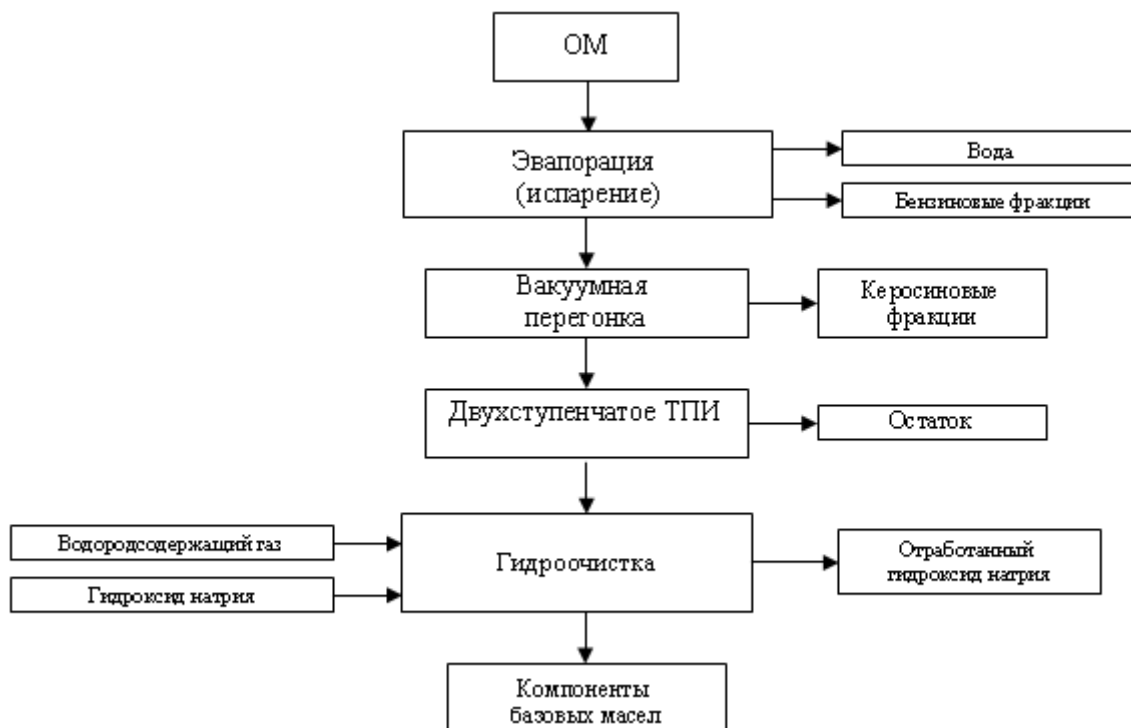 ОМ
Эвапорация
(испарение)
Вода
Бензиновые фракции
Вакуумная
перегонка
Керосиновые
фракции
Двухступенчатое ТПИ
Остаток
Водородсодержащий газ
Гидроксид натрия
Гидроочистка
Отработанный
гидроксид натрия
Компоненты
базовых масел